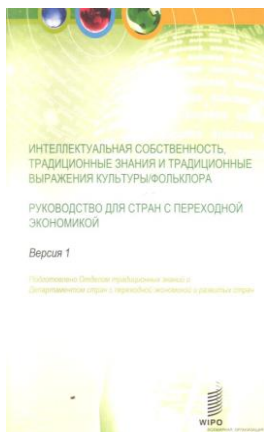 ИНТЕЛЛЕКТУАЛЬНАЯ СОБСТВЕННОСТЬ,
ТРАДИЦИОННЫЕ ЗНАНИЯ И ТРАДИЦИОННЫЕ
ВЫРАЖЕНИЯ КУЛЬТУРЫ/ФОЛЬКЛОРА
РУКОВОДСТВО ДЛЯ СТРАН С ПЕРЕХОДНОЙ
ЭКОНОМИКОЙ
Версия 1
Подготовлено Отделом традиционных знаний и
Департаментом стран с переходной экономикой и развитых стран
WIPO